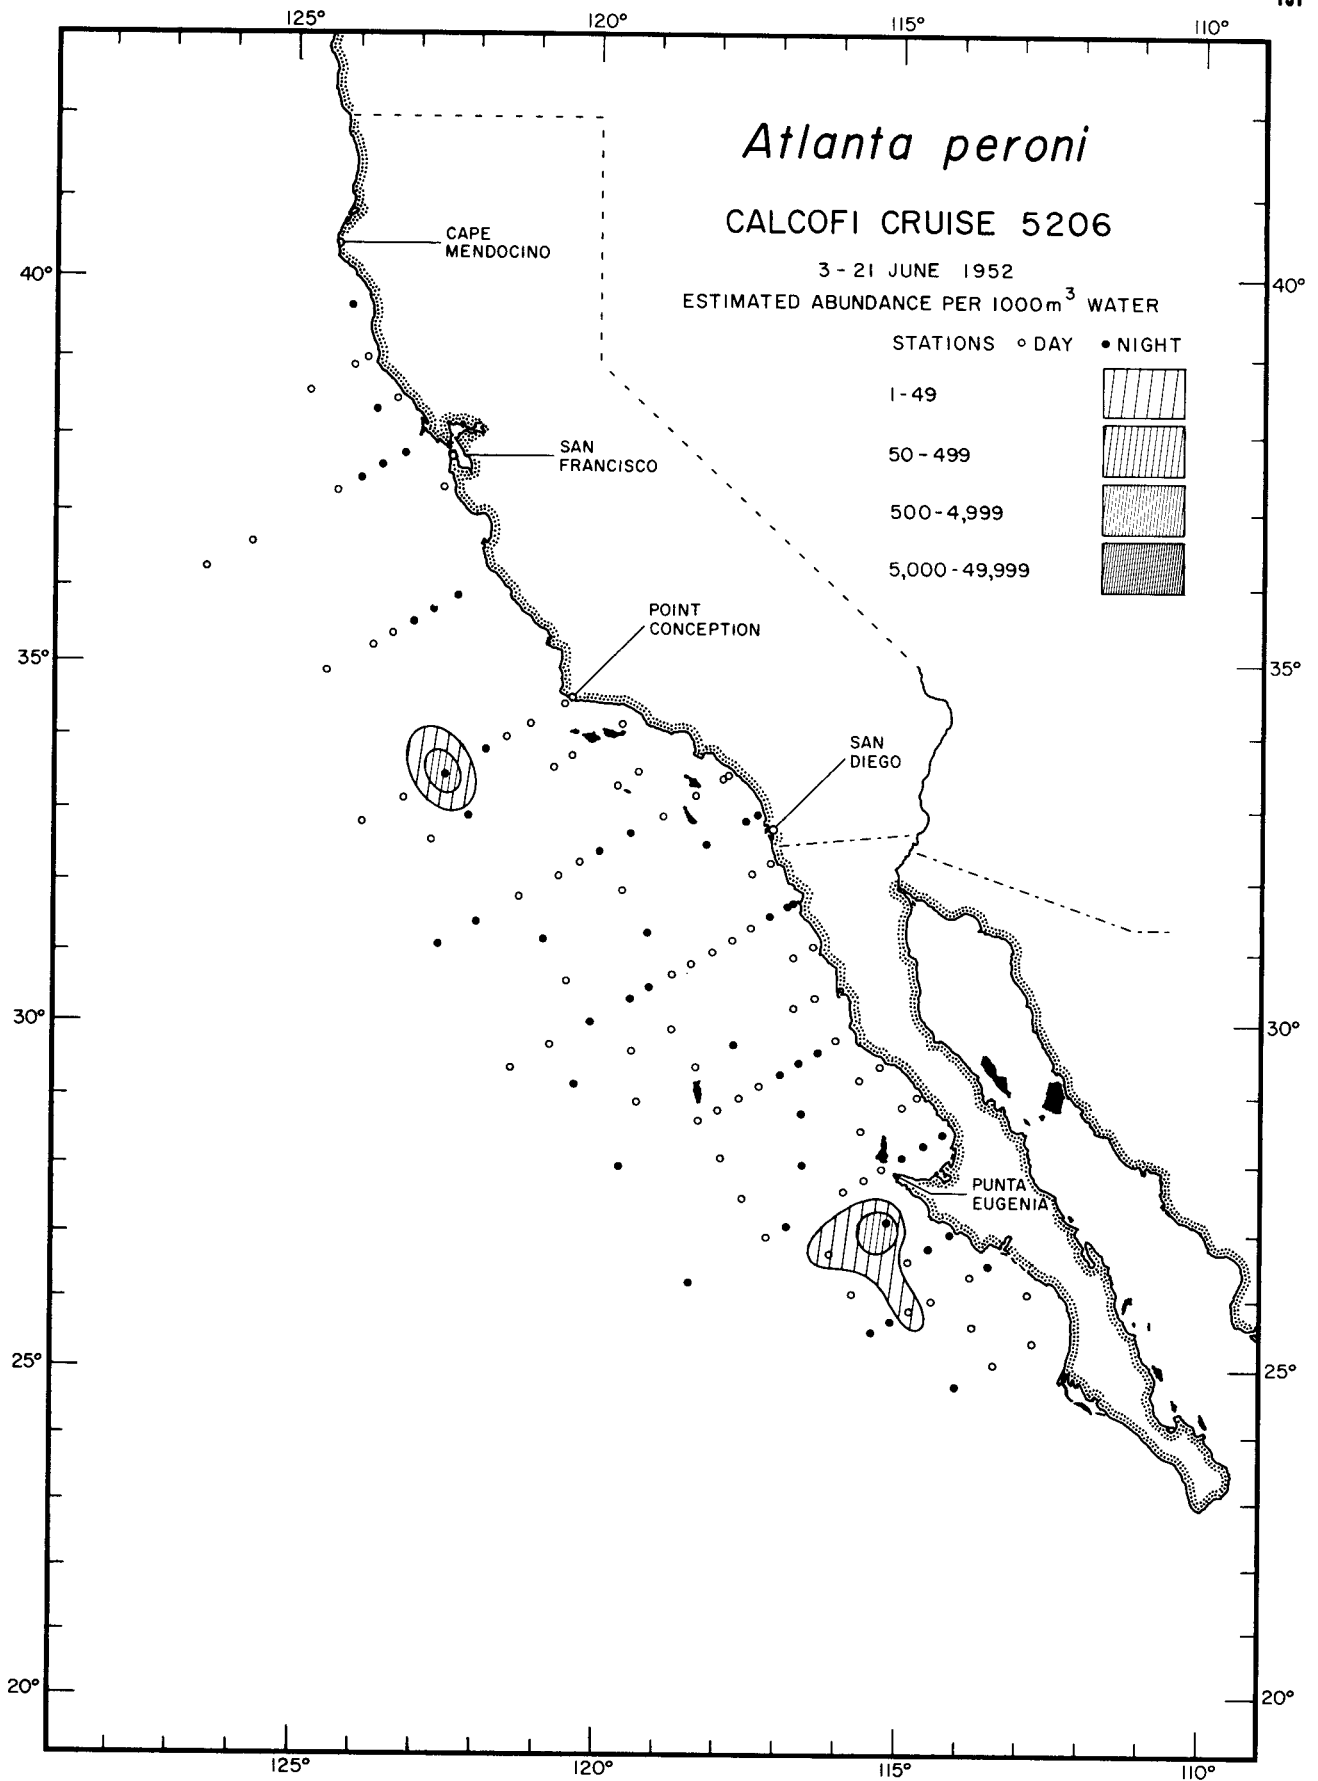 125° 120° 115° 110°
Atlanta peroni
CALCOFI CRUISE 5206
3-21 JUNE 1952
ESTIMATED ABUNDANCE PER 1000m³ WATER
STATIONS ○ DAY ● NIGHT
1-49
50-499
500-4,999
5,000-49,999
CAPE
MENDOCINO
40° 40°
SAN
FRANCISCO
POINT
CONCEPTION
35° 35°
SAN
DIEGO
30° 30°
PUNTA
EUGENIA
25° 25°
20° 20°
125° 120° 115° 110°